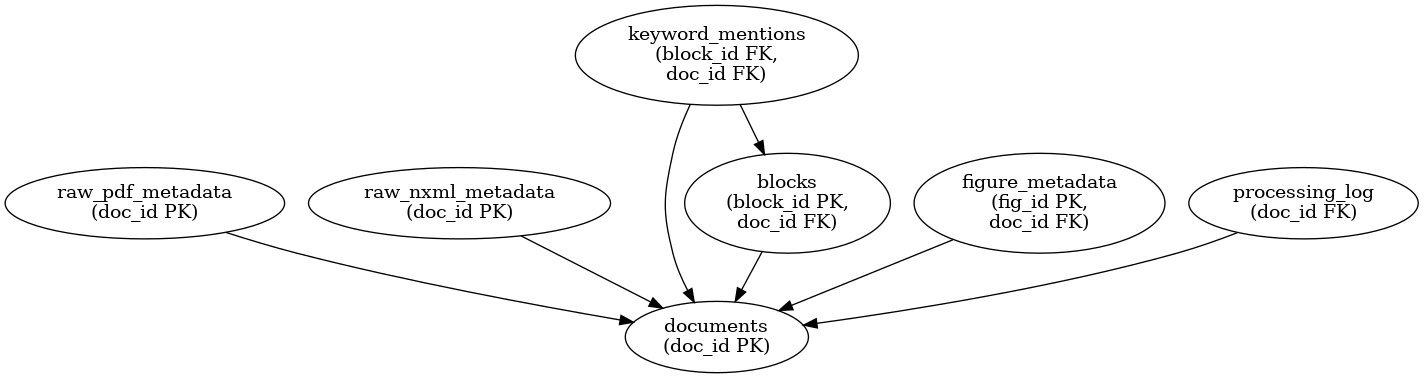 keyword_mentions
(block_id FK,
doc_id FK)
raw_pdf_metadata
(doc_id PK)
raw_nxml_metadata
(doc_id PK)
blocks
(block_id PK,
doc_id FK)
figure_metadata
(fig_id PK,
doc_id FK)
processing_log
(doc_id FK)
documents
(doc_id PK)